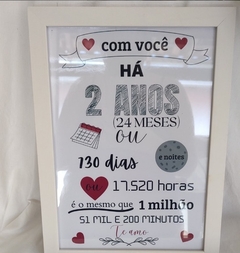 com você
HÁ
2 ANOS
(24 MESES)
ou
730 dias
e noites
ou 17.520 horas
é o mesmo que 1 milhão
51 MIL E 200 MINUTOS
Te amo